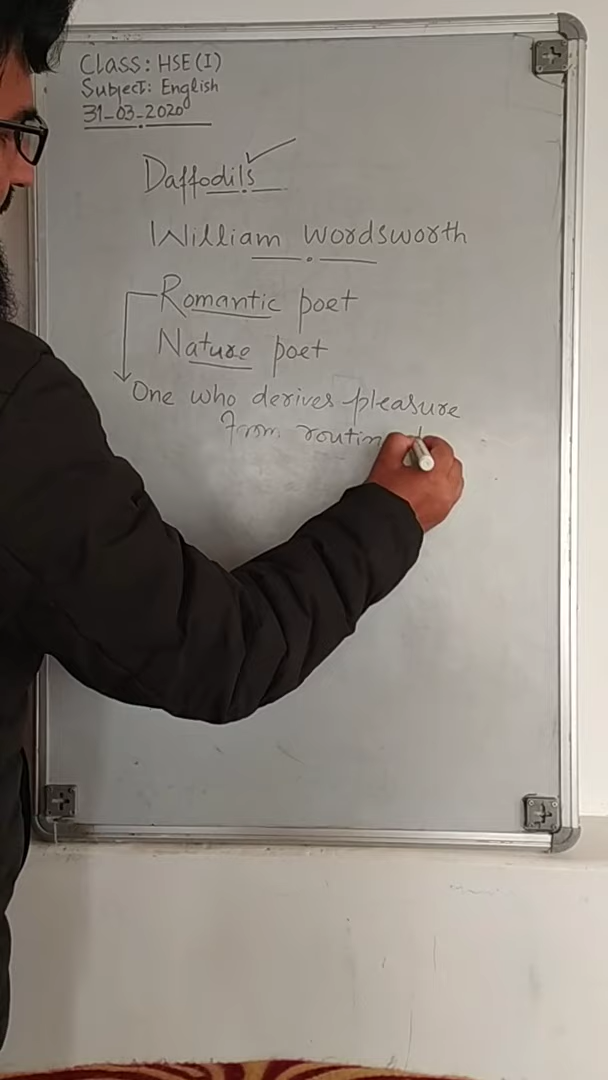 Class: HSE(I)
Subject: English
31-03-2020
Daffodils
William Wordsworth
Romantic poet
Nature poet
One who derives pleasure
from